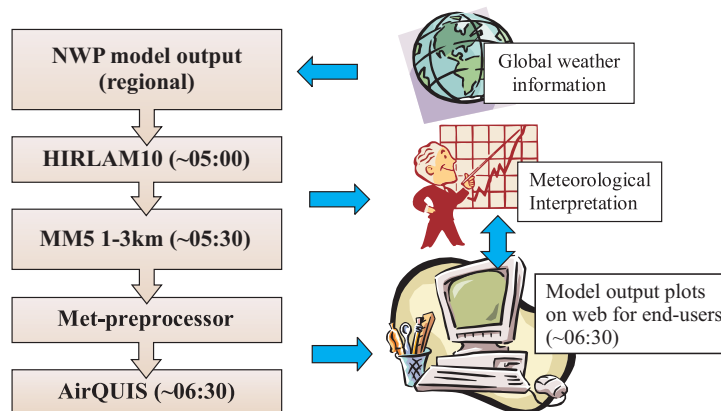 NWP model output
(regional)
HIRLAM10 (~05:00)
MM5 1-3km (~05:30)
Met-preprocessor
AirQUIS (~06:30)
Global weather
information
Meteorological
Interpretation
Model output plots
on web for end-users
(~06:30)